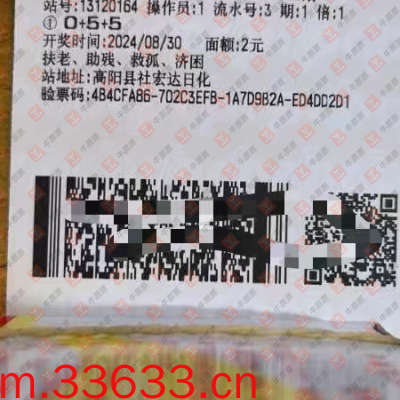 站号:13120164 操作员:1 流水号:3 期:1 倍:1
① 0+5+5
开奖时间:2024/08/30 面额:2元
扶老、助残、救孤、济困
站地址:高阳县社宏达日化
验票码:4B4CFA86-702C3EFB-1A7D9B2A-ED4DD2D1
m.33633.cn